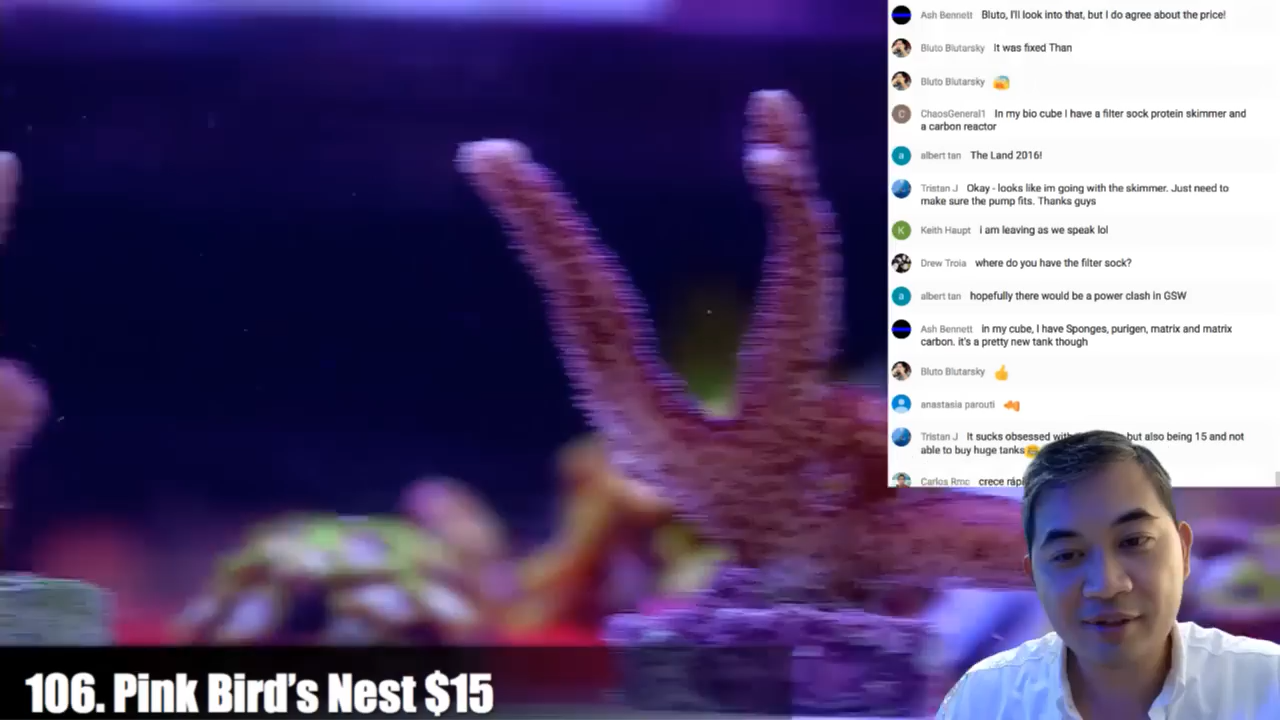 Ash Bennett Bluto, I'll look into that, but I do agree about the price!
Bluto Blutarsky It was fixed Than
Bluto Blutarsky
ChaosGeneral1 In my bio cube I have a filter sock protein skimmer and
a carbon reactor
albert tan The Land 2016!
Tristan J Okay - looks like im going with the skimmer. Just need to
make sure the pump fits. Thanks guys
Keith Haupt i am leaving as we speak lol
Drew Troia where do you have the filter sock?
albert tan hopefully there would be a power clash in GSW
Ash Bennett in my cube, I have Sponges, purigen, matrix and matrix
carbon. it's a pretty new tank though
Bluto Blutarsky
anastasia parouti
Tristan J It sucks obsessed but also being 15 and not
able to buy huge tanks
Carlos Rmc crece
106. Pink Bird's Nest $15